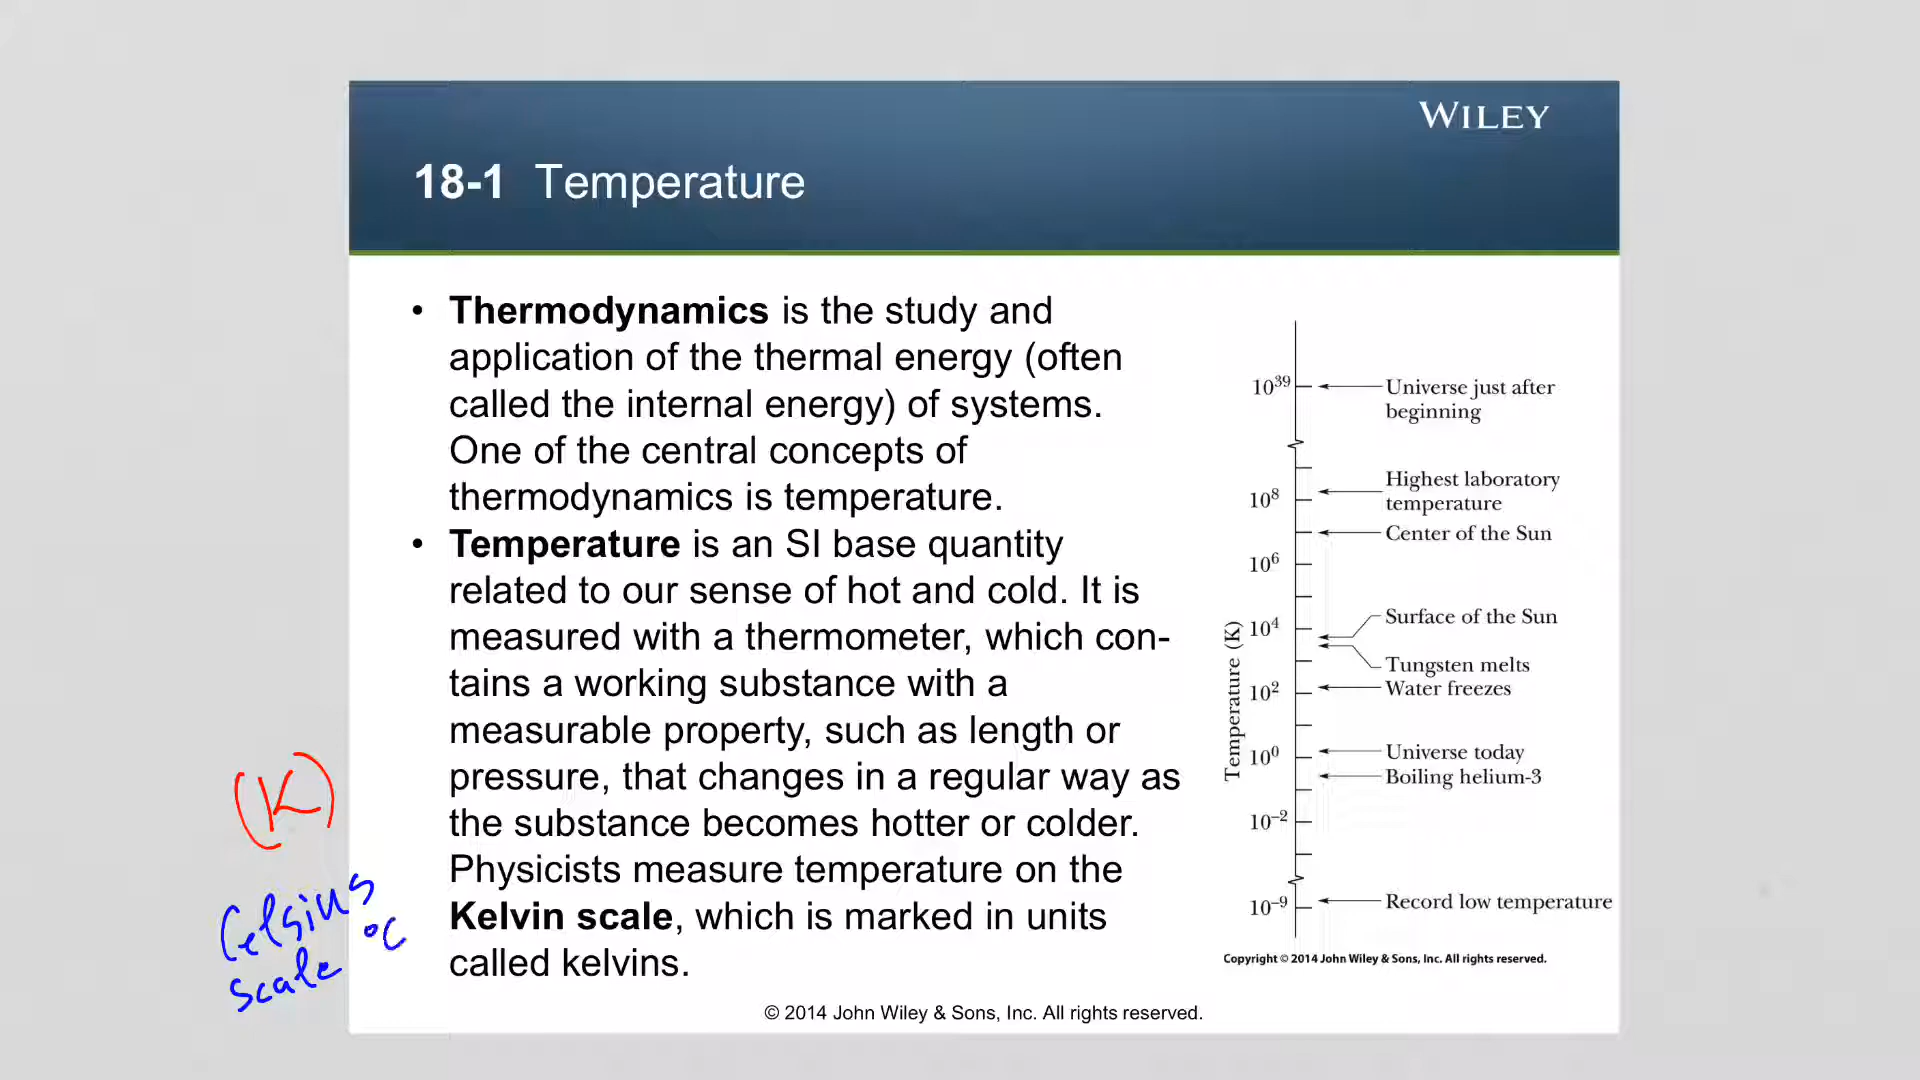 WILEY
18-1 Temperature
• Thermodynamics is the study and
application of the thermal energy (often
called the internal energy) of systems.
One of the central concepts of
thermodynamics is temperature.
• Temperature is an SI base quantity
related to our sense of hot and cold. It is
measured with a thermometer, which con-
tains a working substance with a
measurable property, such as length or
pressure, that changes in a regular way as
the substance becomes hotter or colder.
Physicists measure temperature on the
Kelvin scale, which is marked in units
called kelvins.
(K)
Celsius
°C
scale
Temperature (K)
10³⁹ Universe just after
beginning
Highest laboratory
10⁸ temperature
Center of the Sun
10⁶
Surface of the Sun
10⁴
Tungsten melts
10² Water freezes
10⁰ Universe today
Boiling helium-3
10⁻²
10⁻⁹ Record low temperature
Copyright © 2014 John Wiley & Sons, Inc. All rights reserved.
© 2014 John Wiley & Sons, Inc. All rights reserved.